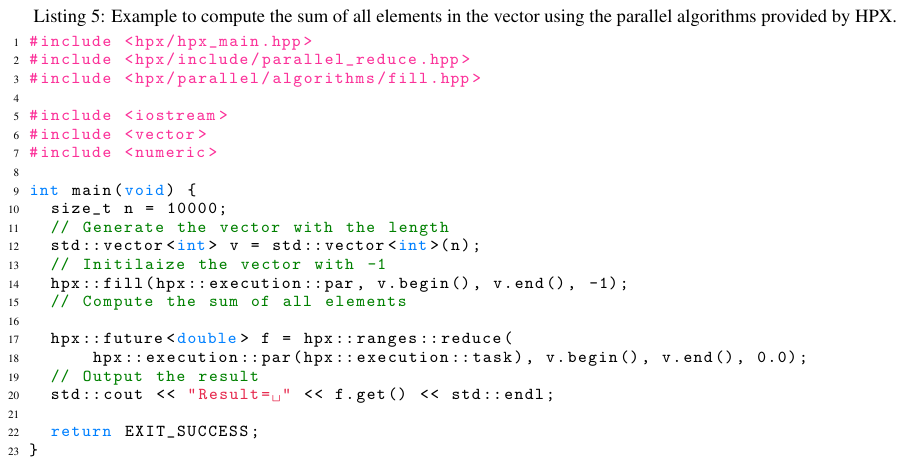 Listing 5: Example to compute the sum of all elements in the vector using the parallel algorithms provided by HPX.
1 #include <hpx/hpx_main.hpp>
2 #include <hpx/include/parallel_reduce.hpp>
3 #include <hpx/parallel/algorithms/fill.hpp>
4
5 #include <iostream>
6 #include <vector>
7 #include <numeric>
8
9 int main(void) {
10   size_t n = 10000;
11   // Generate the vector with the length
12   std::vector<int> v = std::vector<int>(n);
13   // Initilaize the vector with -1
14   hpx::fill(hpx::execution::par, v.begin(), v.end(), -1);
15   // Compute the sum of all elements
16
17   hpx::future<double> f = hpx::ranges::reduce(
18       hpx::execution::par(hpx::execution::task), v.begin(), v.end(), 0.0);
19   // Output the result
20   std::cout << "Result=␣" << f.get() << std::endl;
21
22   return EXIT_SUCCESS;
23 }